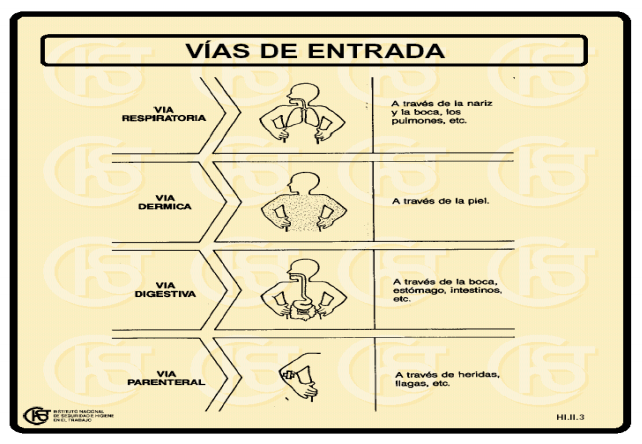 VÍAS DE ENTRADA
VIA
RESPIRATORIA
A través de la nariz
y la boca, los
pulmones, etc.
VIA
DERMICA
A través de la piel.
VIA
DIGESTIVA
A través de la boca,
estómago, intestinos,
etc.
VIA
PARENTERAL
A través de heridas,
llagas, etc.
INSTITUTO NACIONAL
DE SEGURIDAD E HIGIENE
EN EL TRABAJO
HI.II.3